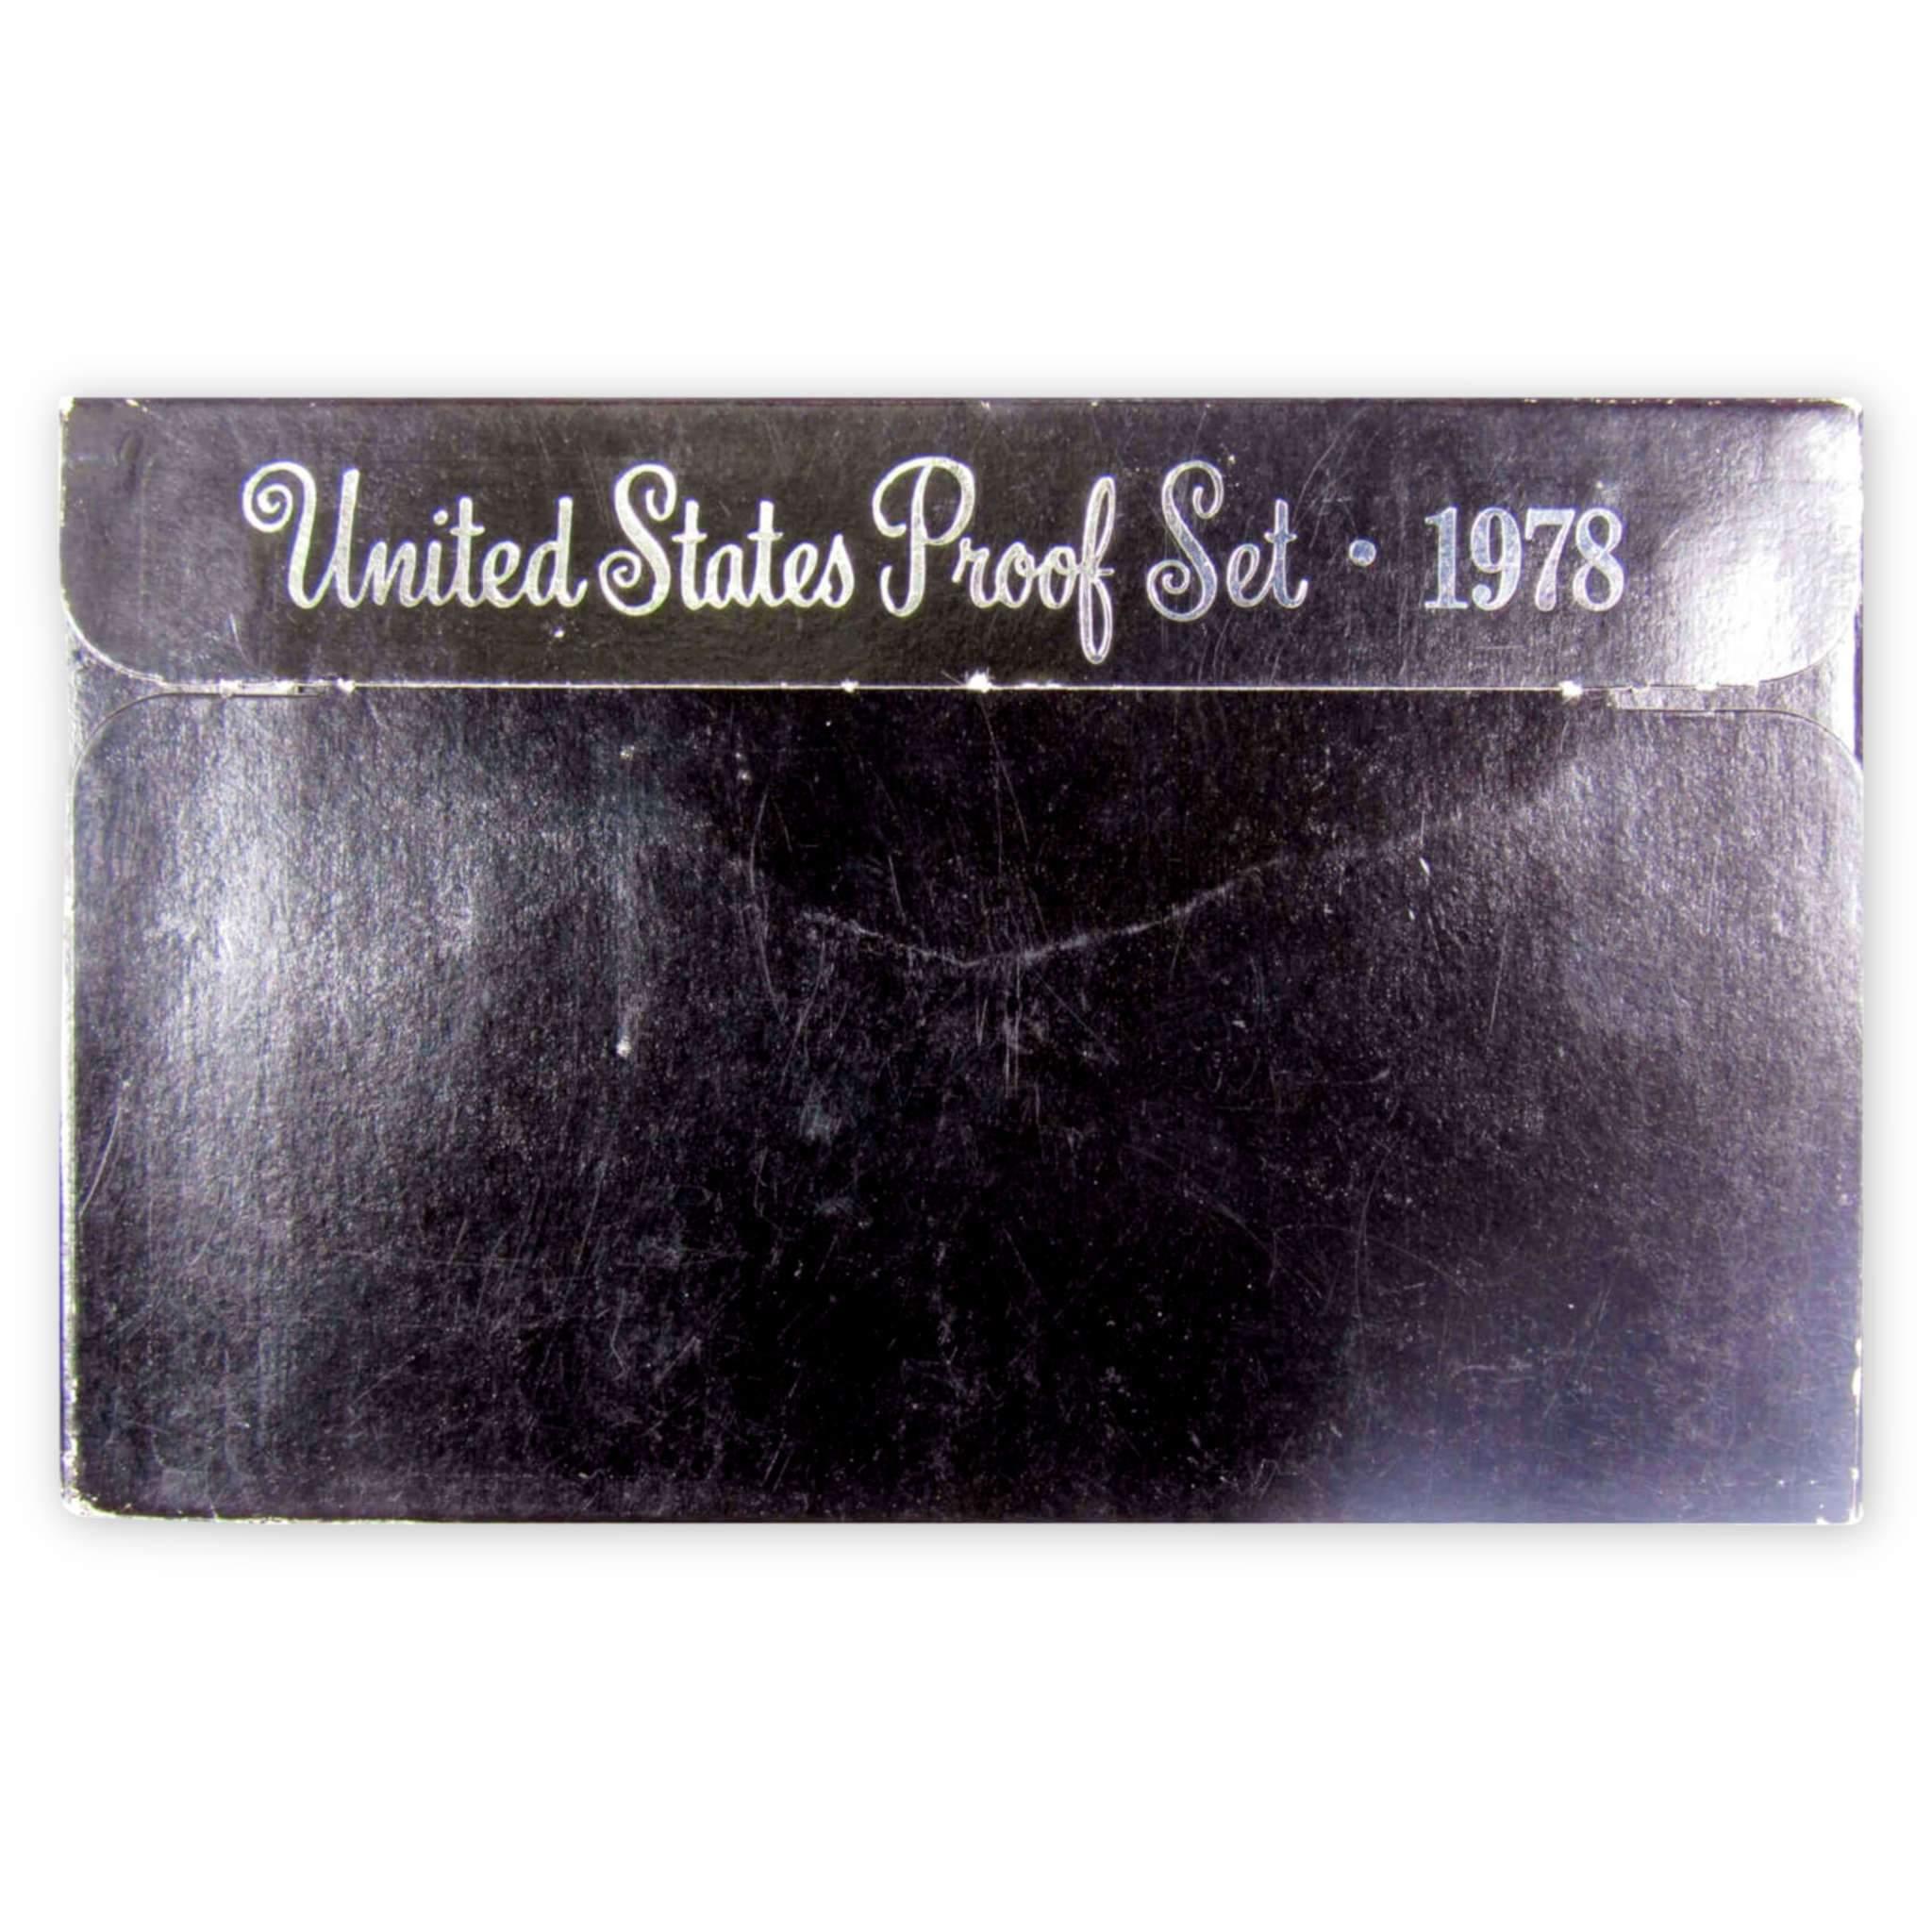 United States Proof Set · 1978